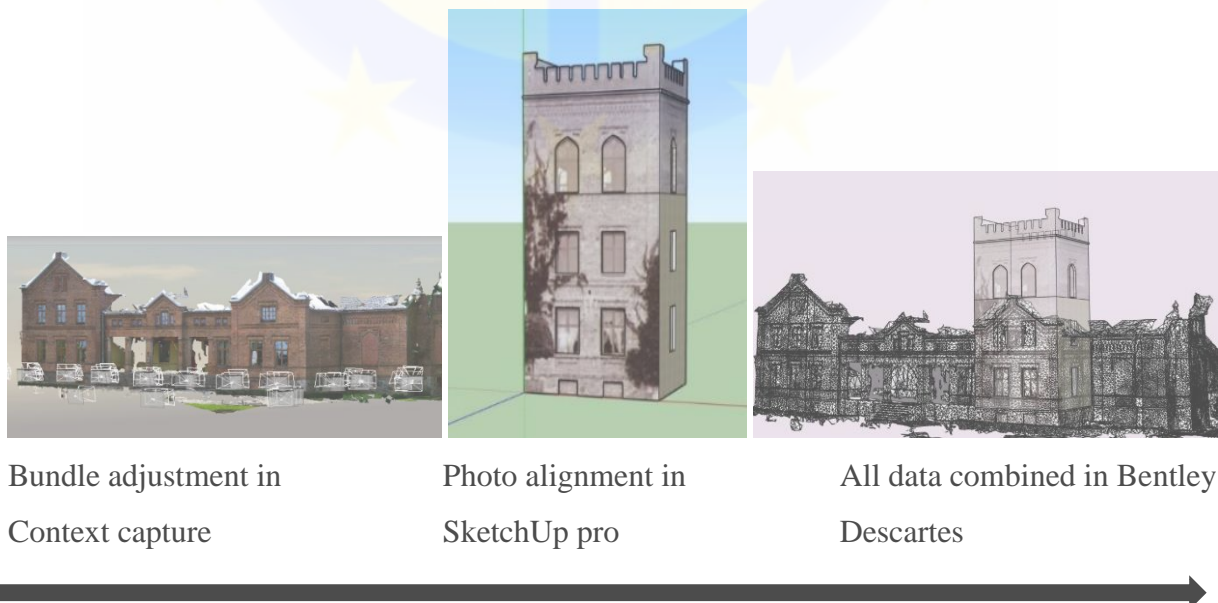 Bundle adjustment in
Context capture
Photo alignment in
SketchUp pro
All data combined in Bentley
Descartes